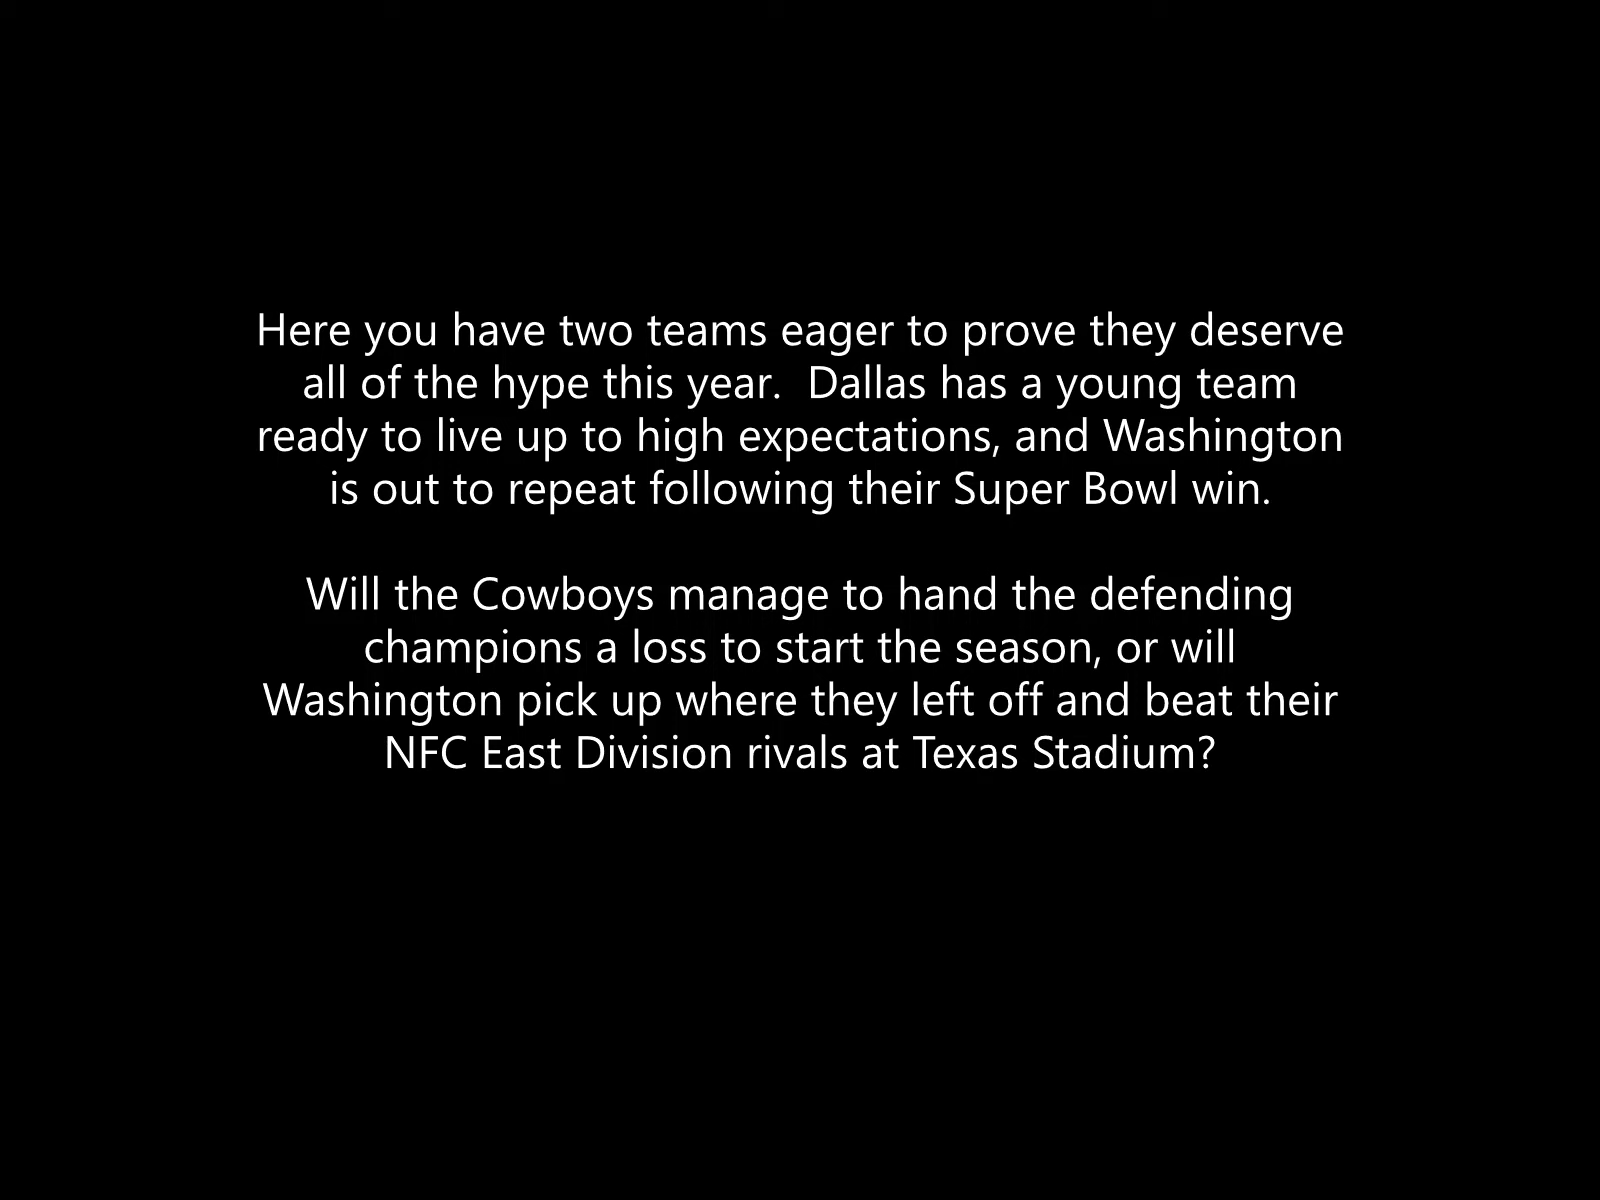 Here you have two teams eager to prove they deserve
all of the hype this year.  Dallas has a young team
ready to live up to high expectations, and Washington
is out to repeat following their Super Bowl win.
Will the Cowboys manage to hand the defending
champions a loss to start the season, or will
Washington pick up where they left off and beat their
NFC East Division rivals at Texas Stadium?